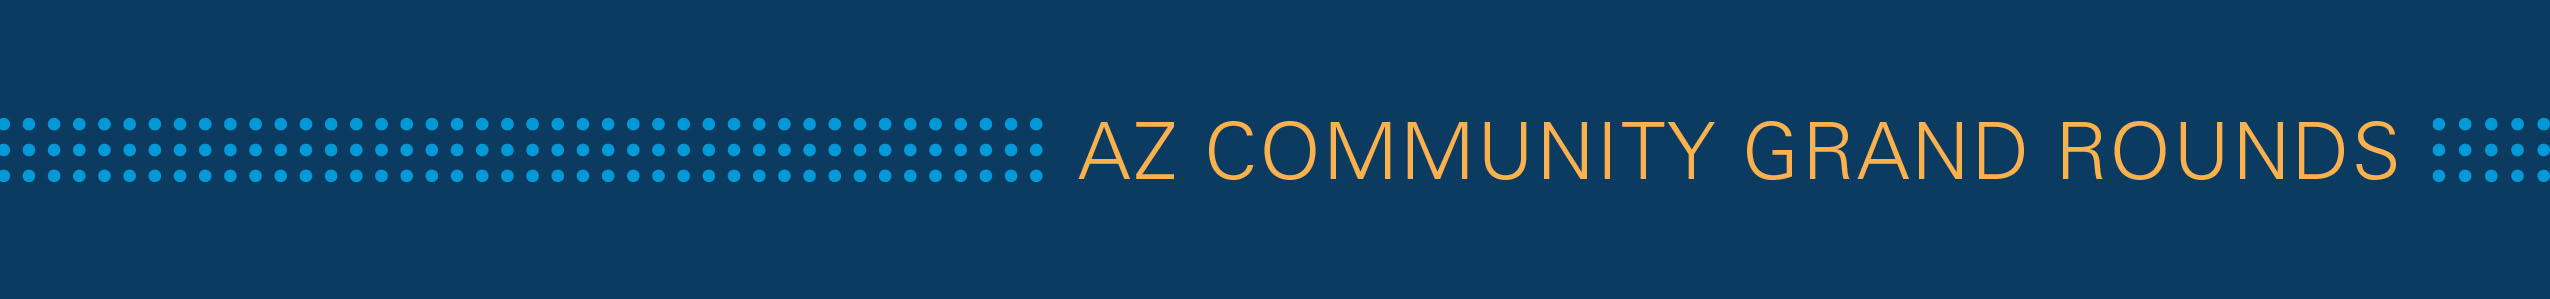 AZ COMMUNITY GRAND ROUNDS